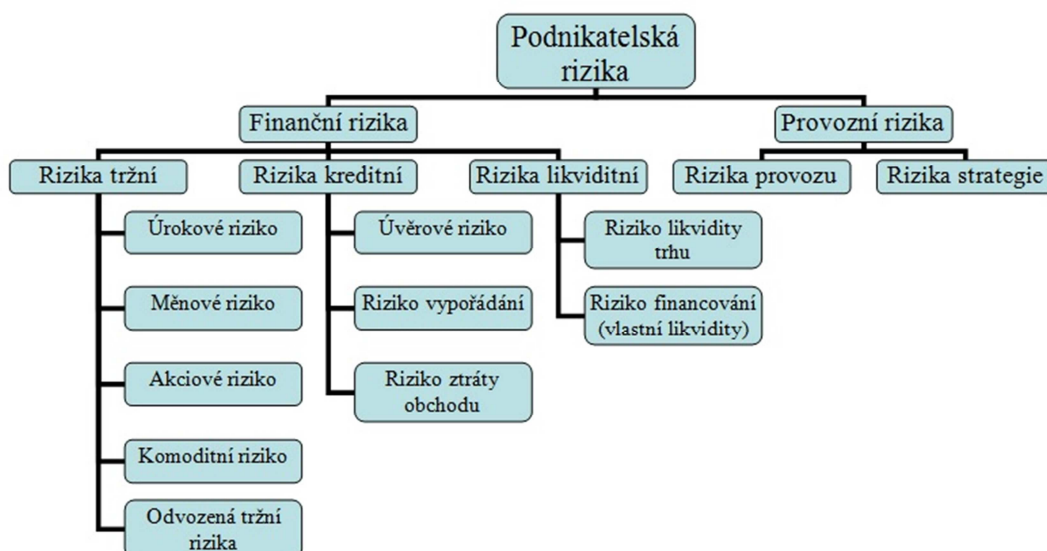 Podnikatelská
rizika
Finanční rizika
Provozní rizika
Rizika tržní
Rizika kreditní
Rizika likviditní
Rizika provozu
Rizika strategie
Úrokové riziko
Úvěrové riziko
Riziko likvidity
trhu
Měnové riziko
Riziko vypořádání
Riziko financování
(vlastní likvidity)
Akciové riziko
Riziko ztráty
obchodu
Komoditní riziko
Odvozená tržní
rizika